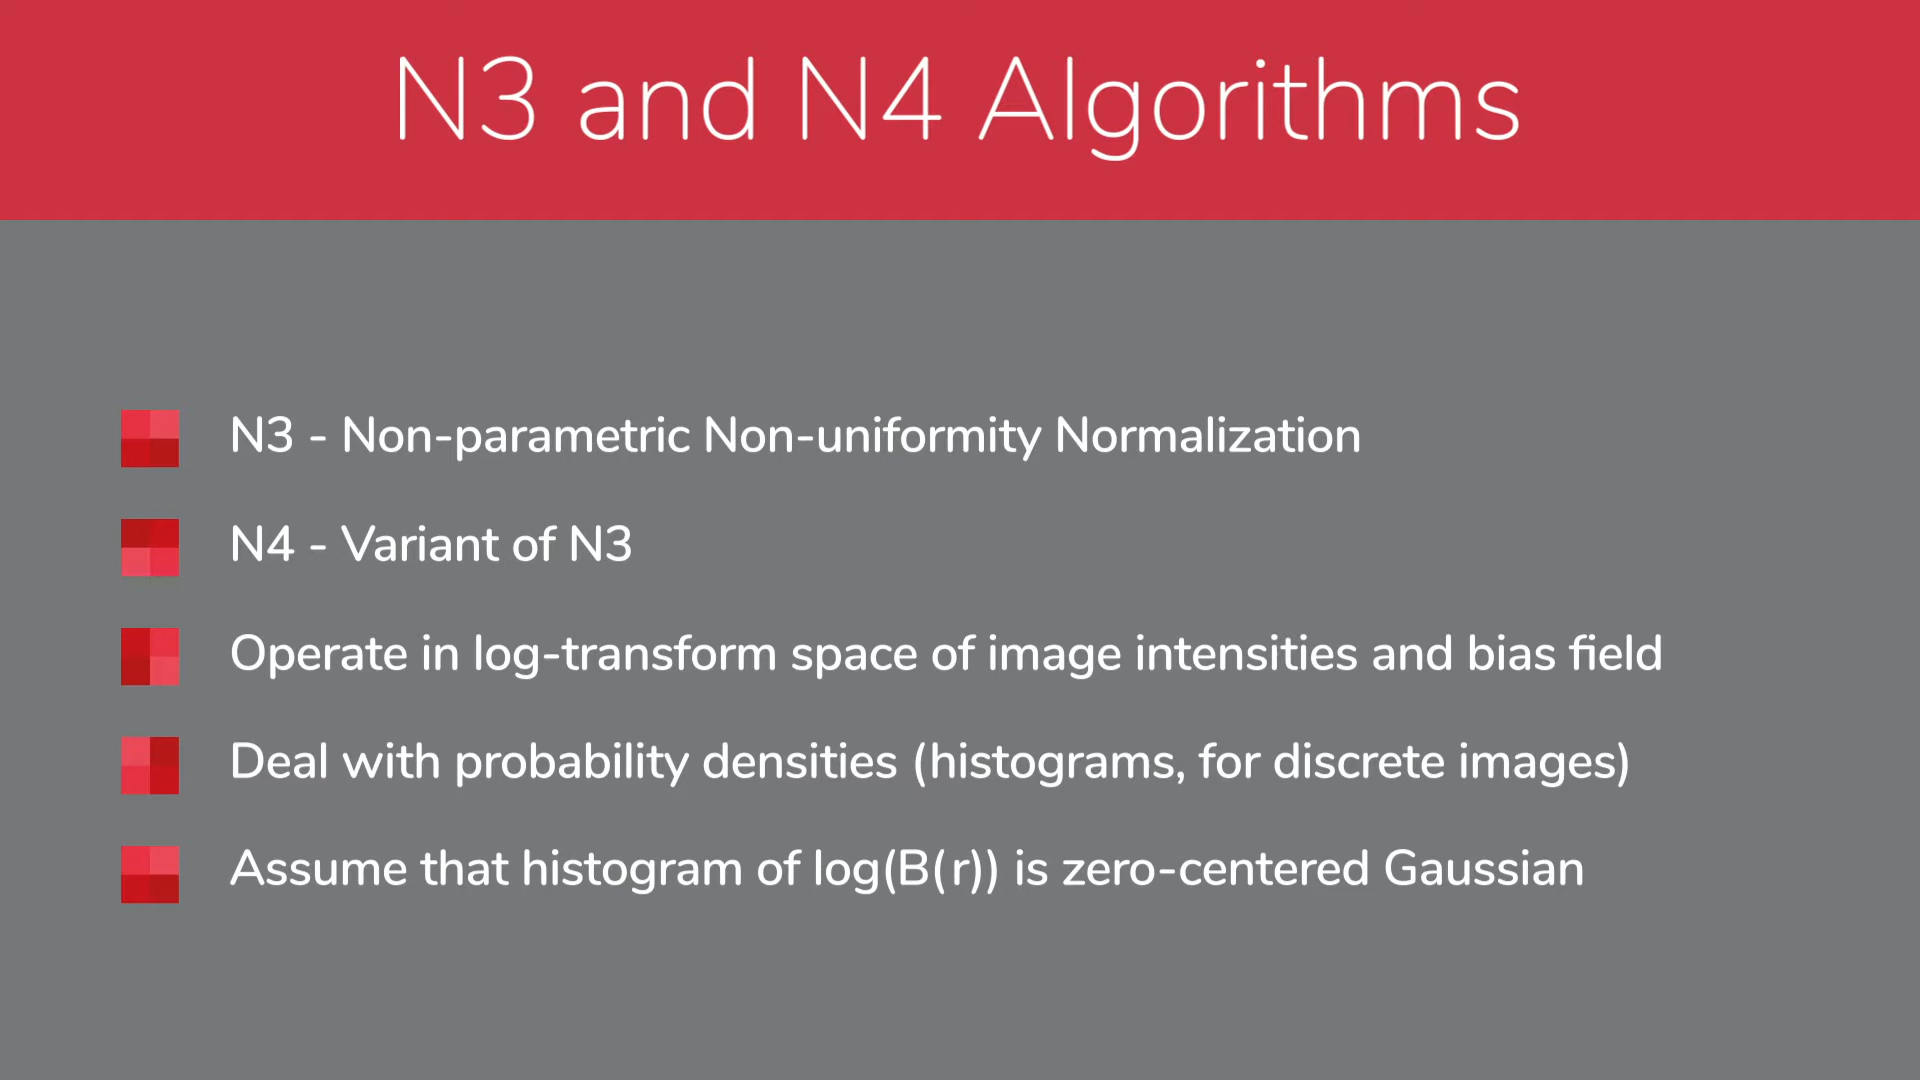 N3 and N4 Algorithms
N3 - Non-parametric Non-uniformity Normalization
N4 - Variant of N3
Operate in log-transform space of image intensities and bias field
Deal with probability densities (histograms, for discrete images)
Assume that histogram of log(B(r)) is zero-centered Gaussian